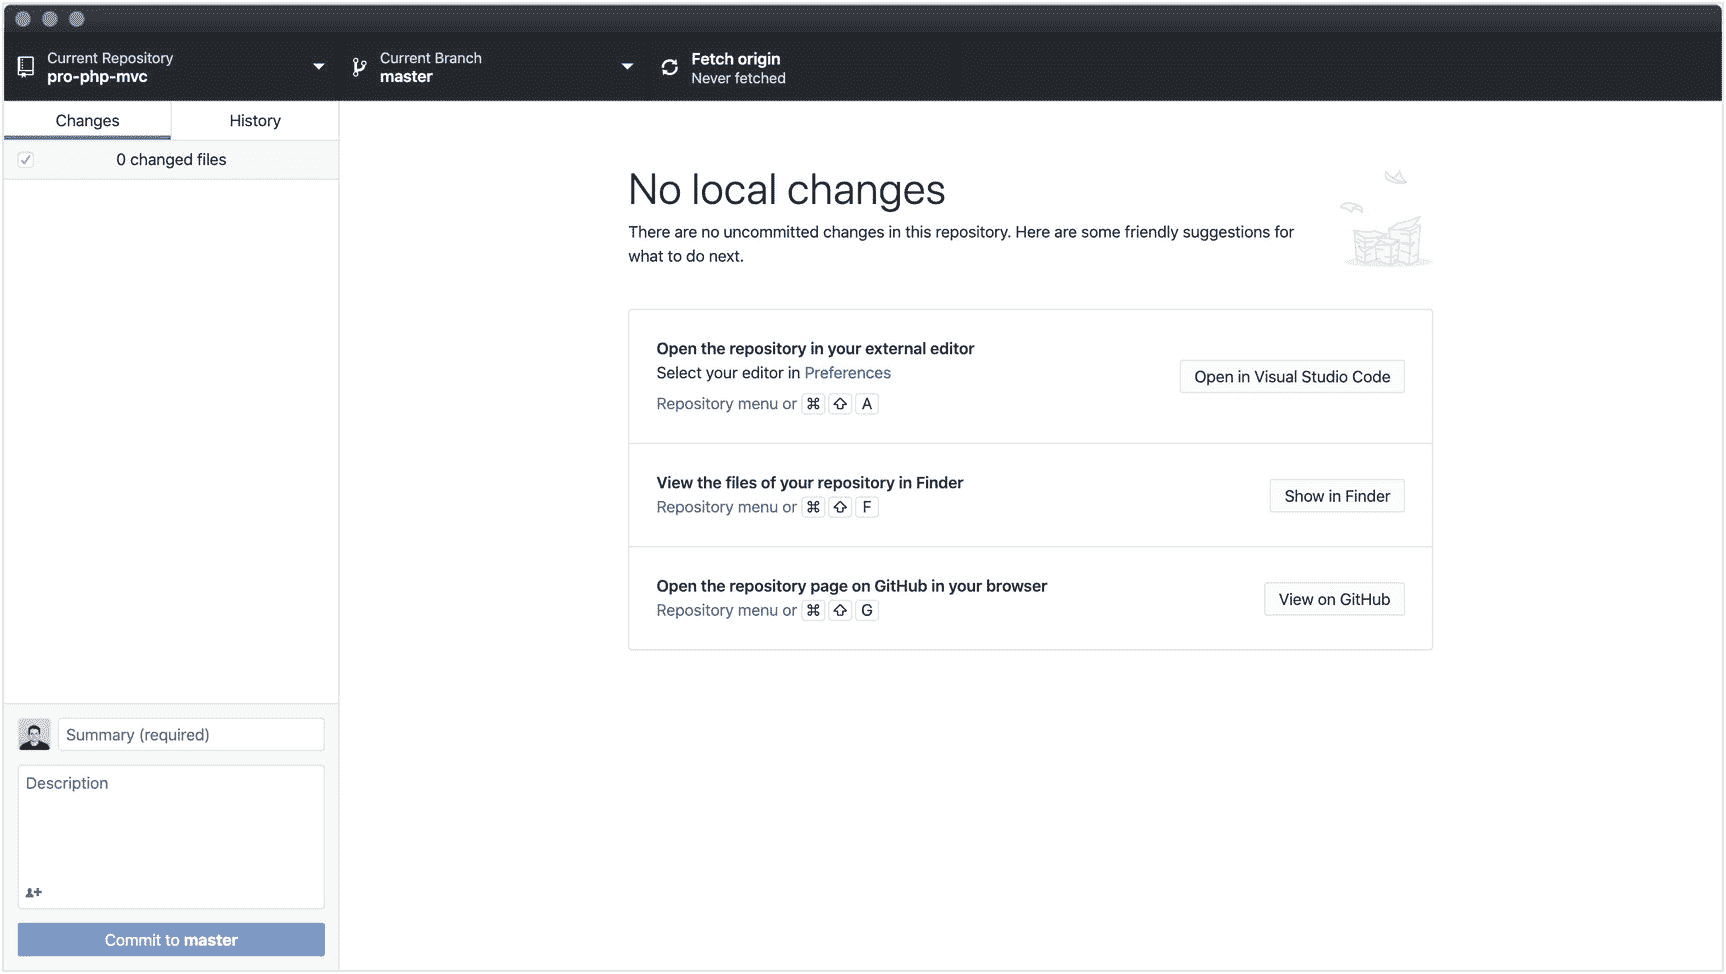 Current Repository
pro-php-mvc
Current Branch
master
Fetch origin
Never fetched
Changes
History
0 changed files
No local changes
There are no uncommitted changes in this repository. Here are some friendly suggestions for
what to do next.
Open the repository in your external editor
Select your editor in Preferences
Repository menu or ⌘ ⇧ A
Open in Visual Studio Code
View the files of your repository in Finder
Repository menu or ⌘ ⇧ F
Show in Finder
Open the repository page on GitHub in your browser
Repository menu or ⌘ ⇧ G
View on GitHub
Summary (required)
Description
Commit to master